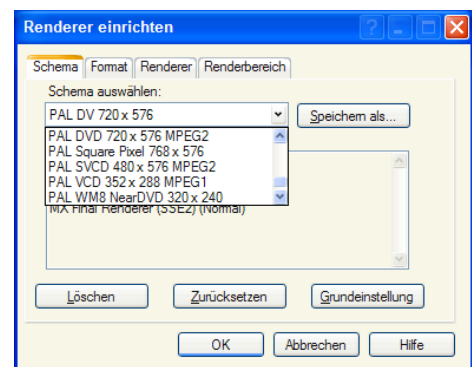 Renderer einrichten
Schema Format Renderer Renderbereich
Schema auswählen:
PAL DV 720 x 576
Speichern als...
PAL DVD 720 x 576 MPEG2
PAL Square Pixel 768 x 576
PAL SVCD 480 x 576 MPEG2
PAL VCD 352 x 288 MPEG1
PAL WM8 NearDVD 320 x 240
MX Final Renderer (SSE2) (Normal)
Löschen Zurücksetzen Grundeinstellung
OK Abbrechen Hilfe